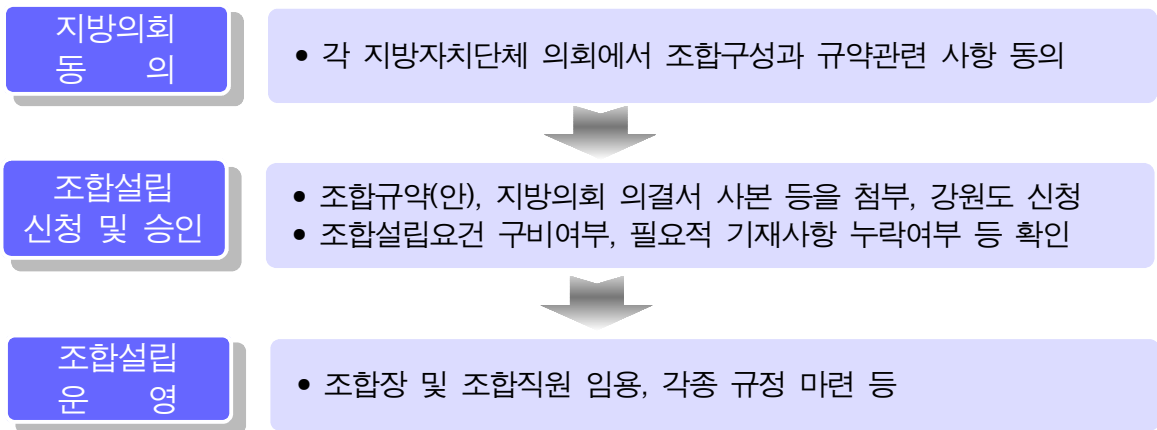 지방의회
동 의
• 각 지방자치단체 의회에서 조합구성과 규약관련 사항 동의
조합설립
신청 및 승인
• 조합규약(안), 지방의회 의결서 사본 등을 첨부, 강원도 신청
• 조합설립요건 구비여부, 필요적 기재사항 누락여부 등 확인
조합설립
운 영
• 조합장 및 조합직원 임용, 각종 규정 마련 등